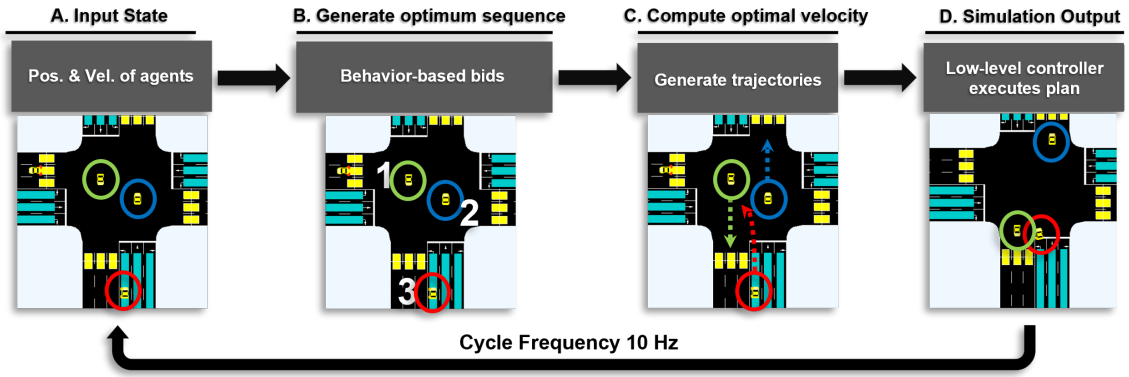 A. Input State
B. Generate optimum sequence
C. Compute optimal velocity
D. Simulation Output
Pos. & Vel. of agents
Behavior-based bids
Generate trajectories
Low-level controller
executes plan
1
2
3
Cycle Frequency 10 Hz